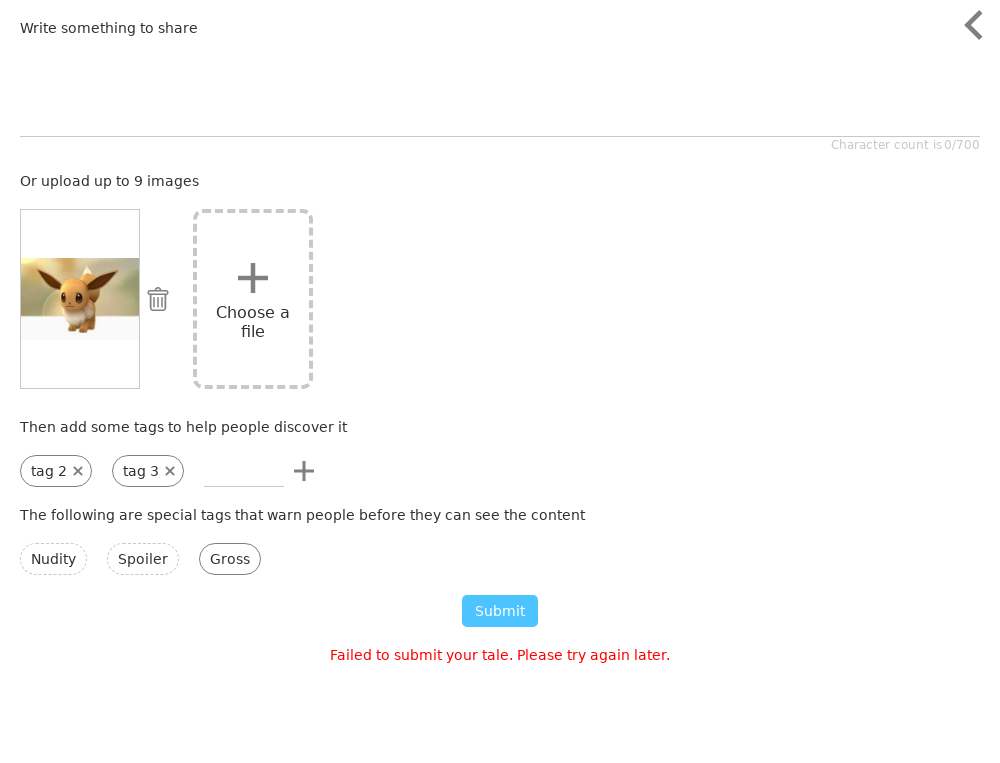 Write something to share
Character count is 0/700
Or upload up to 9 images
Choose a
file
Then add some tags to help people discover it
tag 2
tag 3
The following are special tags that warn people before they can see the content
Nudity
Spoiler
Gross
Submit
Failed to submit your tale. Please try again later.